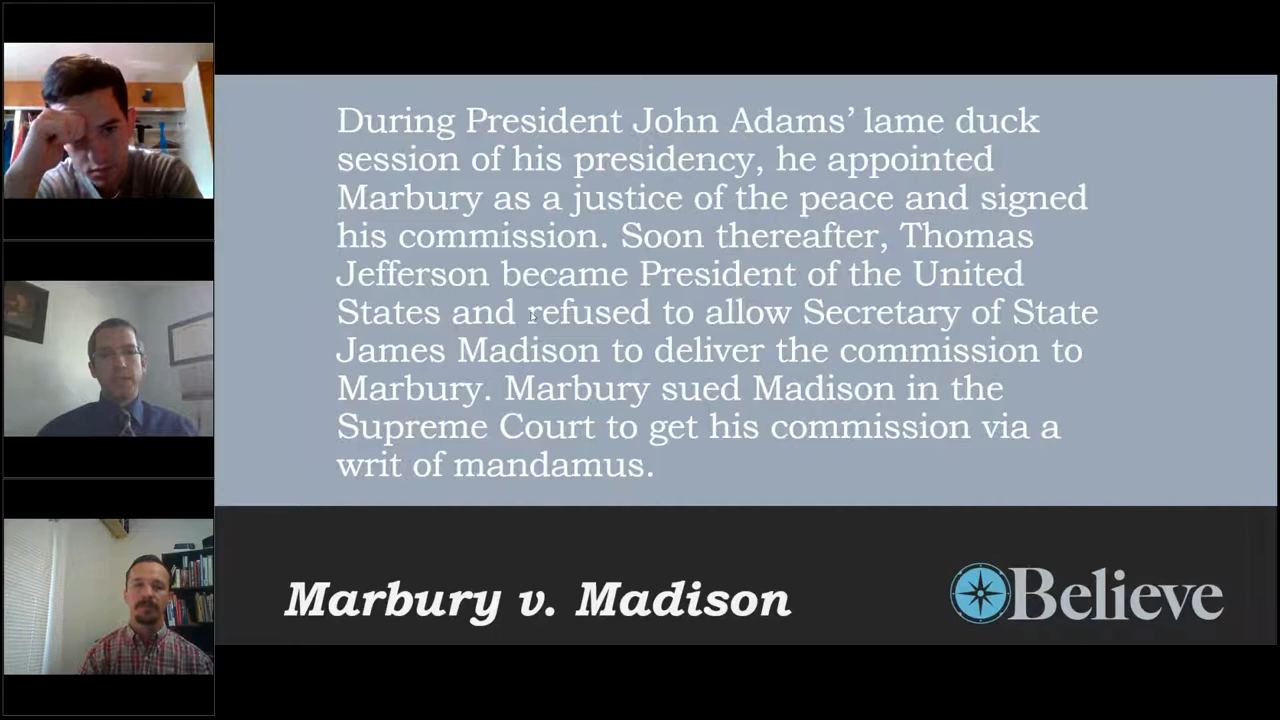 During President John Adams’ lame duck
session of his presidency, he appointed
Marbury as a justice of the peace and signed
his commission. Soon thereafter, Thomas
Jefferson became President of the United
States and refused to allow Secretary of State
James Madison to deliver the commission to
Marbury. Marbury sued Madison in the
Supreme Court to get his commission via a
writ of mandamus.
Marbury v. Madison
Believe